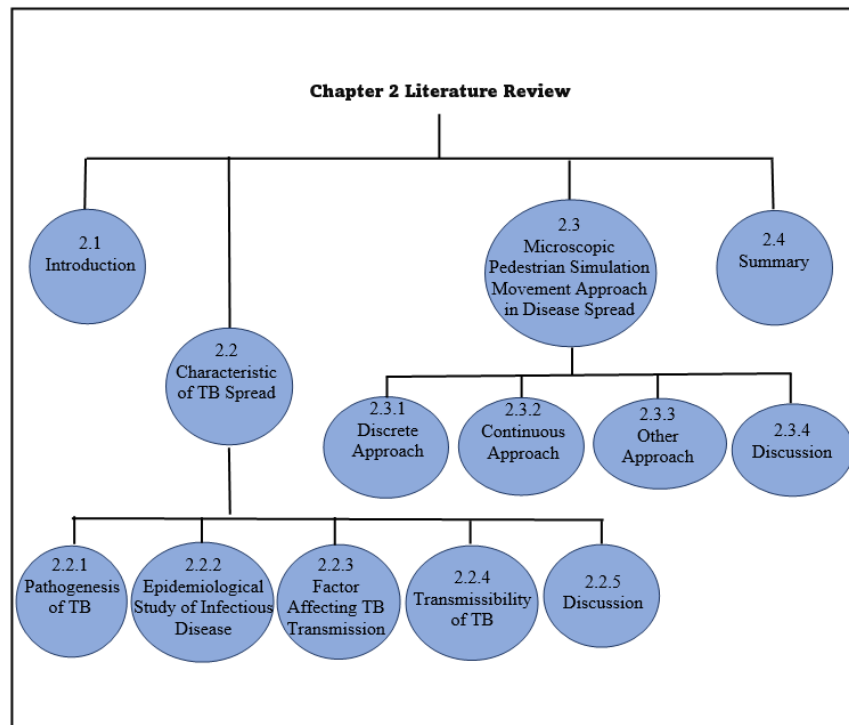 Chapter 2 Literature Review
2.1
Introduction
2.2
Characteristic
of TB Spread
2.2.1
Pathogenesis
of TB
2.2.2
Epidemiological
Study of Infectious
Disease
2.2.3
Factor
Affecting TB
Transmission
2.2.4
Transmissibility
of TB
2.2.5
Discussion
2.3
Microscopic
Pedestrian Simulation
Movement Approach
in Disease Spread
2.3.1
Discrete
Approach
2.3.2
Continuous
Approach
2.3.3
Other
Approach
2.3.4
Discussion
2.4
Summary